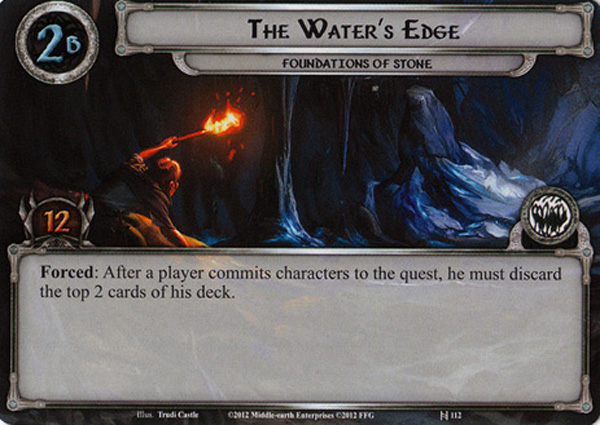 2B
THE WATER'S EDGE
FOUNDATIONS OF STONE
12
Forced: After a player commits characters to the quest, he must discard
the top 2 cards of his deck.
Illus. Trudi Castle ©2012 Middle-earth Enterprises ©2012 FFG 112